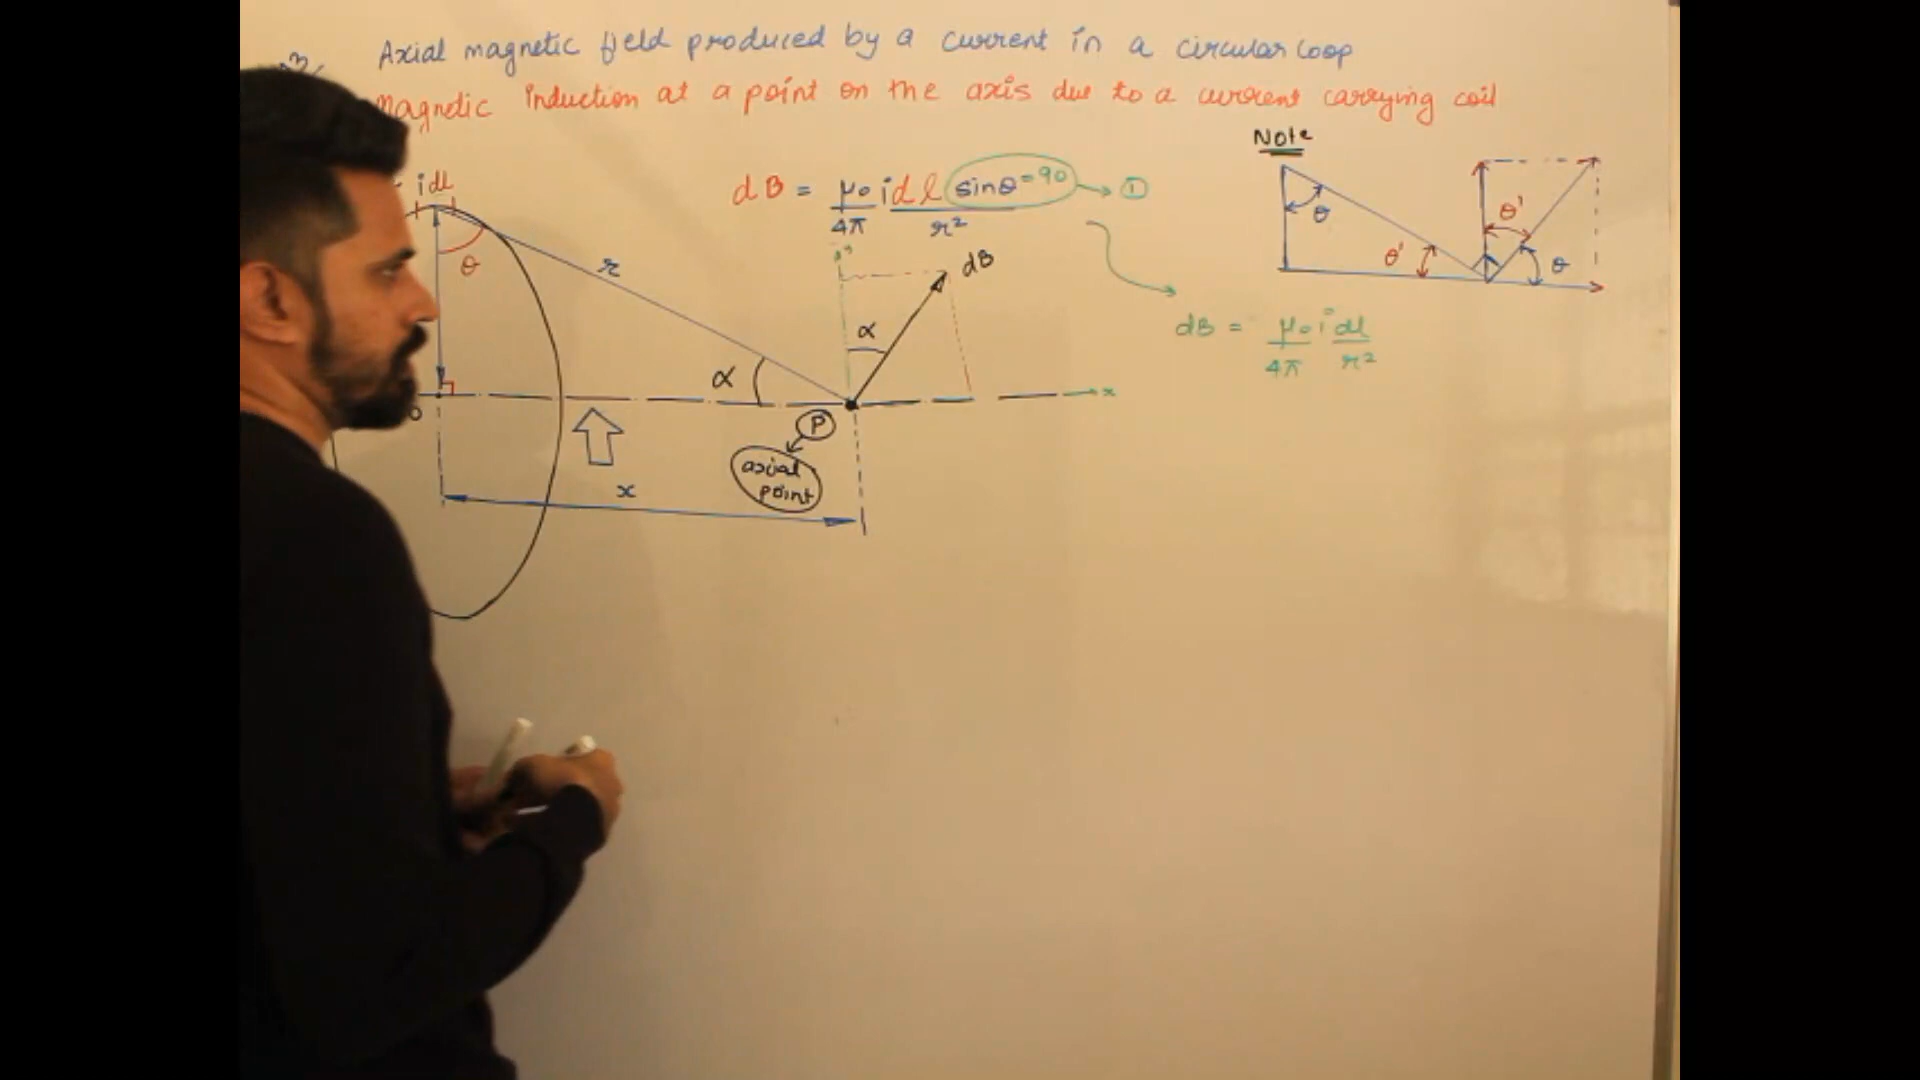 Axial magnetic field produced by a current in a circular loop
Magnetic Induction at a point on the axis due to a current carrying coil
Note
idl
dB = μ0/4π idl sinθ=90/r² → ①
θ
r
dB
α
α
x
O
P
axial point
x
θ
θ'
θ'
θ
dB = μ0/4π idl/r²